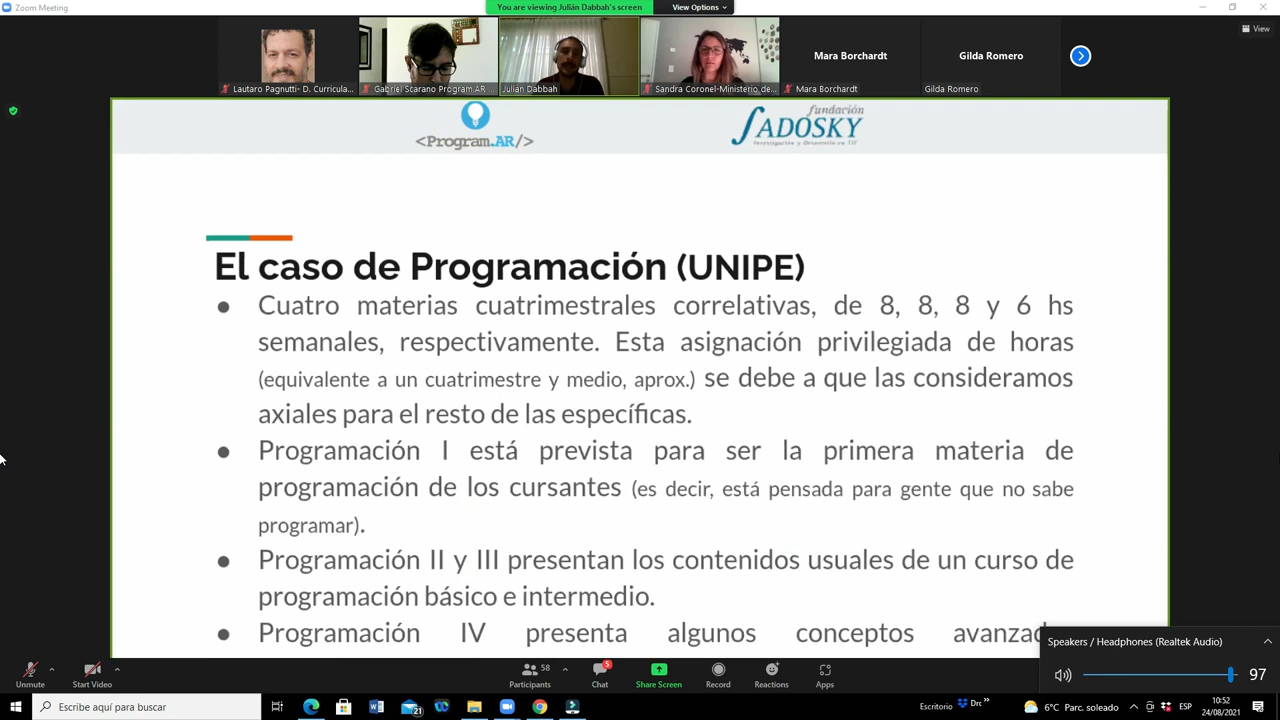 Zoom Meeting
You are viewing Julián Dabbah's screen
View Options
View
Lautaro Pagnutti- D. Curricula...
Gabriel Scarano Program.AR ...
Julián Dabbah
Sandra Coronel-Ministerio de...
Mara Borchardt
Mara Borchardt
Gilda Romero
Gilda Romero
<Program.AR/>
fundación
SADOSKY
Investigación y Desarrollo en TIC
El caso de Programación (UNIPE)
● Cuatro materias cuatrimestrales correlativas, de 8, 8, 8 y 6 hs
semanales, respectivamente. Esta asignación privilegiada de horas
(equivalente a un cuatrimestre y medio, aprox.) se debe a que las consideramos
axiales para el resto de las específicas.
● Programación I está prevista para ser la primera materia de
programación de los cursantes (es decir, está pensada para gente que no sabe
programar).
● Programación II y III presentan los contenidos usuales de un curso de
programación básico e intermedio.
● Programación IV presenta algunos conceptos
Speakers / Headphones (Realtek Audio)
97
Unmute
Start Video
58
Participants
5
Chat
Share Screen
Record
Reactions
Apps
Escribe aquí para buscar
21
Escritorio
»
6°C Parc. soleado
ESP
10:52
24/08/2021